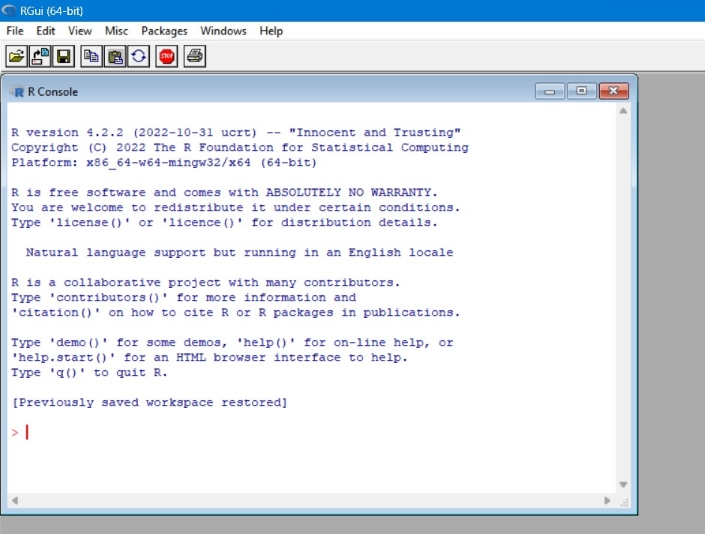 RGui (64-bit)
File Edit View Misc Packages Windows Help
STOP
R Console
R version 4.2.2 (2022-10-31 ucrt) -- "Innocent and Trusting"
Copyright (C) 2022 The R Foundation for Statistical Computing
Platform: x86_64-w64-mingw32/x64 (64-bit)
R is free software and comes with ABSOLUTELY NO WARRANTY.
You are welcome to redistribute it under certain conditions.
Type 'license()' or 'licence()' for distribution details.
Natural language support but running in an English locale
R is a collaborative project with many contributors.
Type 'contributors()' for more information and
'citation()' on how to cite R or R packages in publications.
Type 'demo()' for some demos, 'help()' for on-line help, or
'help.start()' for an HTML browser interface to help.
Type 'q()' to quit R.
[Previously saved workspace restored]
>